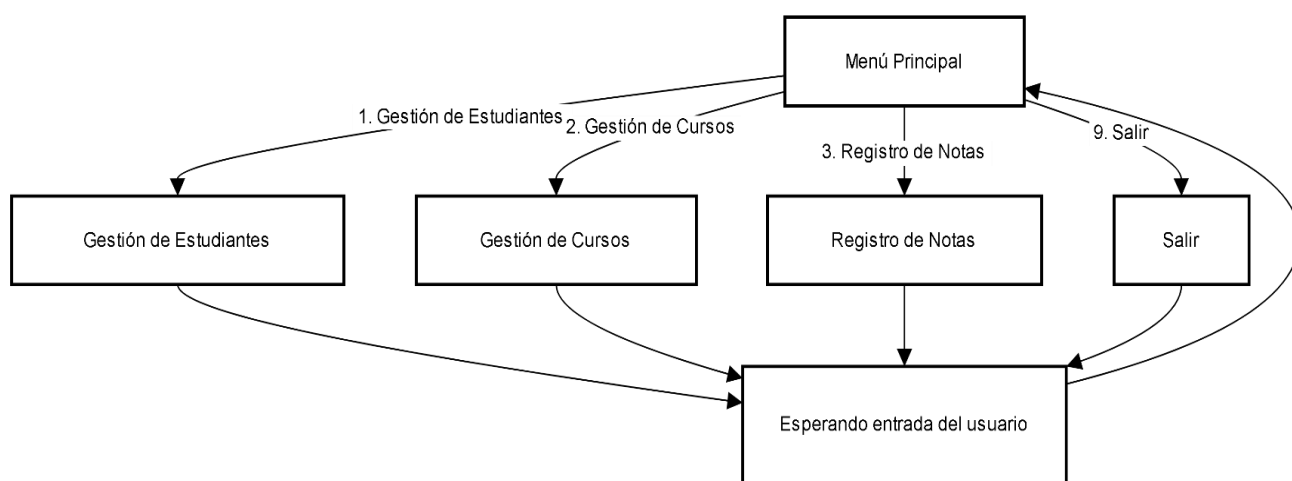 Menú Principal
1. Gestión de Estudiantes
2. Gestión de Cursos
3. Registro de Notas
9. Salir
Gestión de Estudiantes
Gestión de Cursos
Registro de Notas
Salir
Esperando entrada del usuario